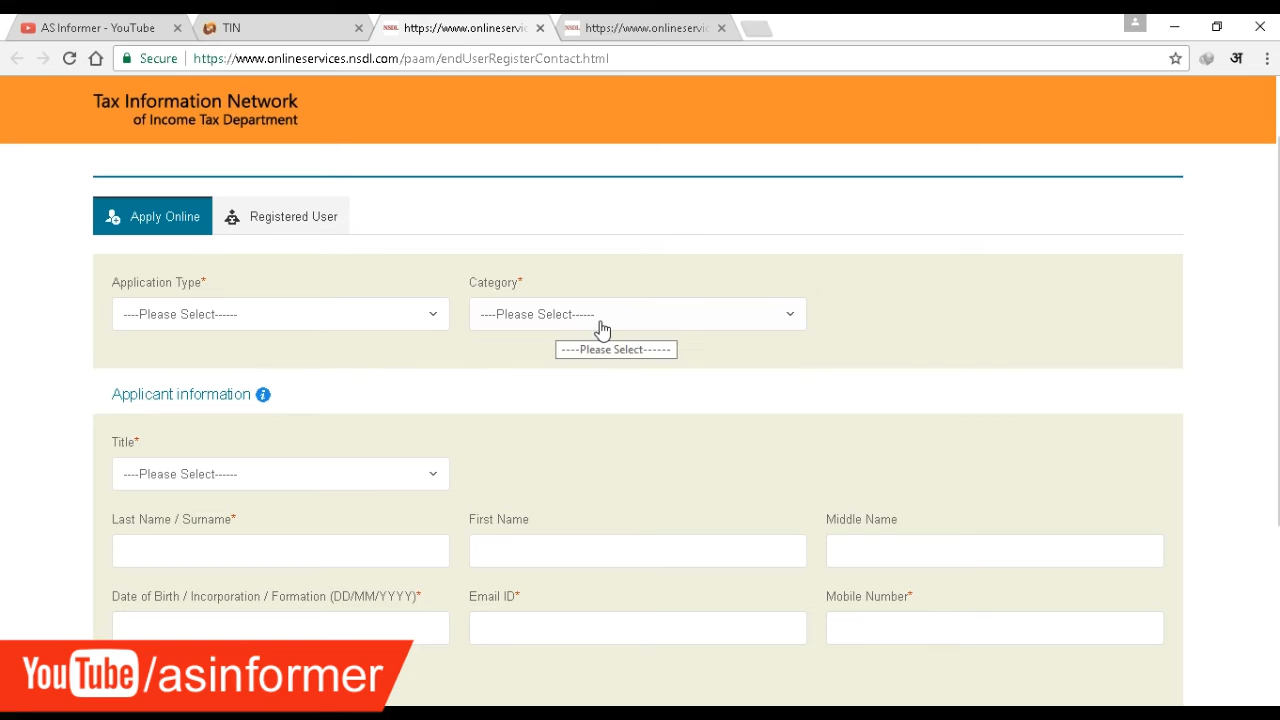 AS Informer - YouTube
TIN
NSDL https://www.onlineservic
NSDL https://www.onlineservic
Secure https://www.onlineservices.nsdl.com/paam/endUserRegisterContact.html
अ
Tax Information Network
of Income Tax Department
Apply Online
Registered User
Application Type*
Category*
----Please Select------
----Please Select------
----Please Select------
Applicant information i
Title*
----Please Select------
Last Name / Surname*
First Name
Middle Name
Date of Birth / Incorporation / Formation (DD/MM/YYYY)*
Email ID*
Mobile Number*
YouTube/asinformer